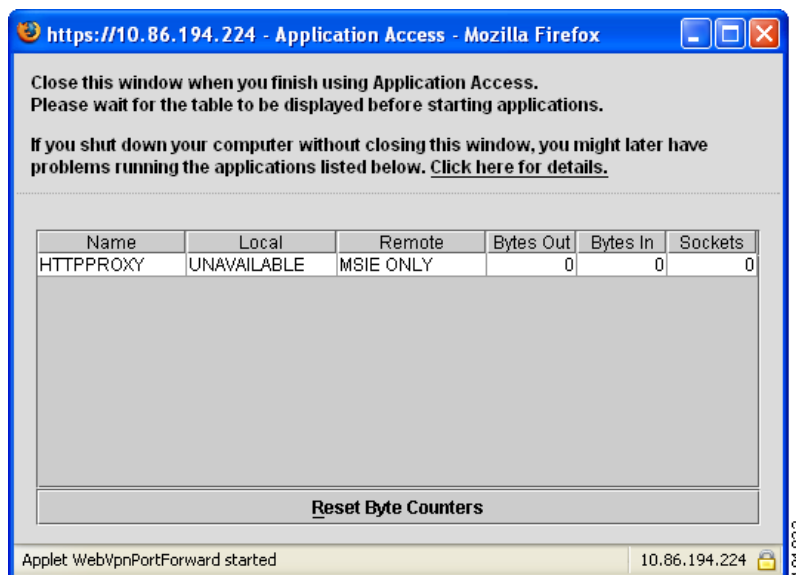 https://10.86.194.224 - Application Access - Mozilla Firefox
Close this window when you finish using Application Access.
Please wait for the table to be displayed before starting applications.
If you shut down your computer without closing this window, you might later have
problems running the applications listed below. Click here for details.
Name Local Remote Bytes Out Bytes In Sockets
HTTPPROXY UNAVAILABLE MSIE ONLY 0 0 0
Reset Byte Counters
Applet WebVpnPortForward started 10.86.194.224